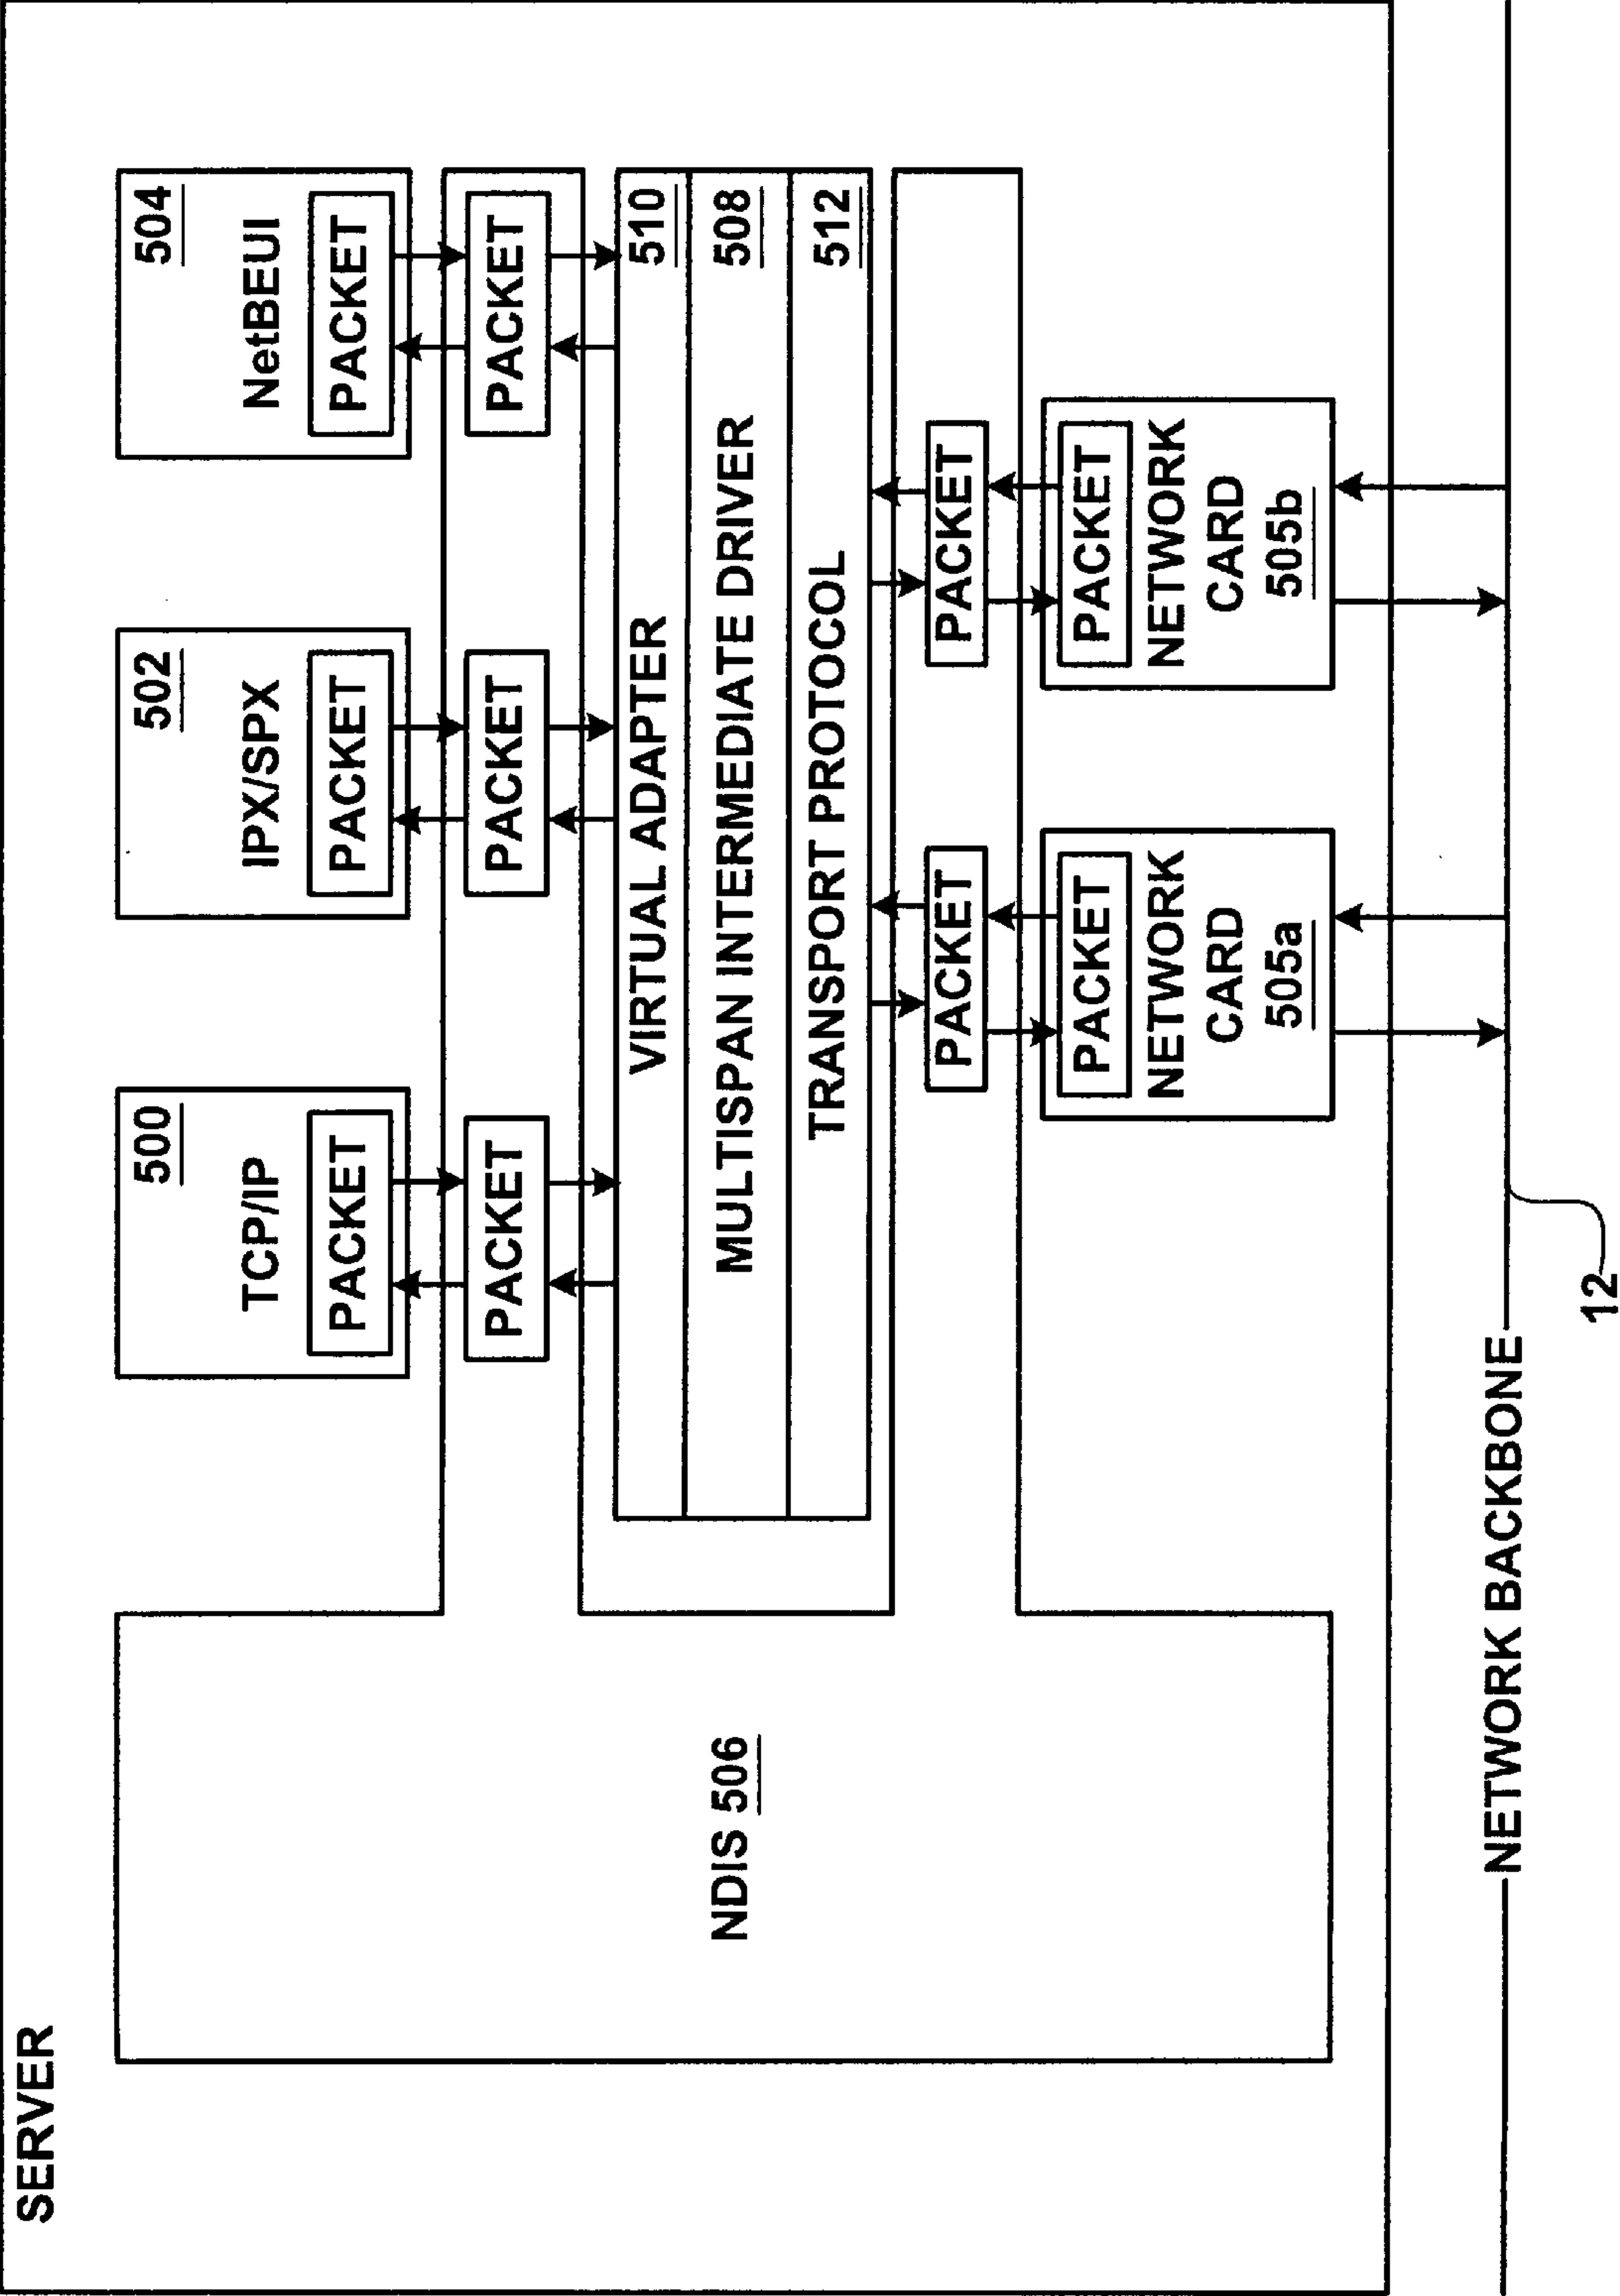 SERVER
TCP/IP
500
PACKET
IPX/SPX
502
PACKET
NetBEUI
504
PACKET
PACKET
PACKET
PACKET
VIRTUAL ADAPTER
510
MULTISPAN INTERMEDIATE DRIVER
508
TRANSPORT PROTOCOL
512
NDIS 506
PACKET
PACKET
PACKET
NETWORK
CARD
505a
PACKET
NETWORK
CARD
505b
NETWORK BACKBONE
12